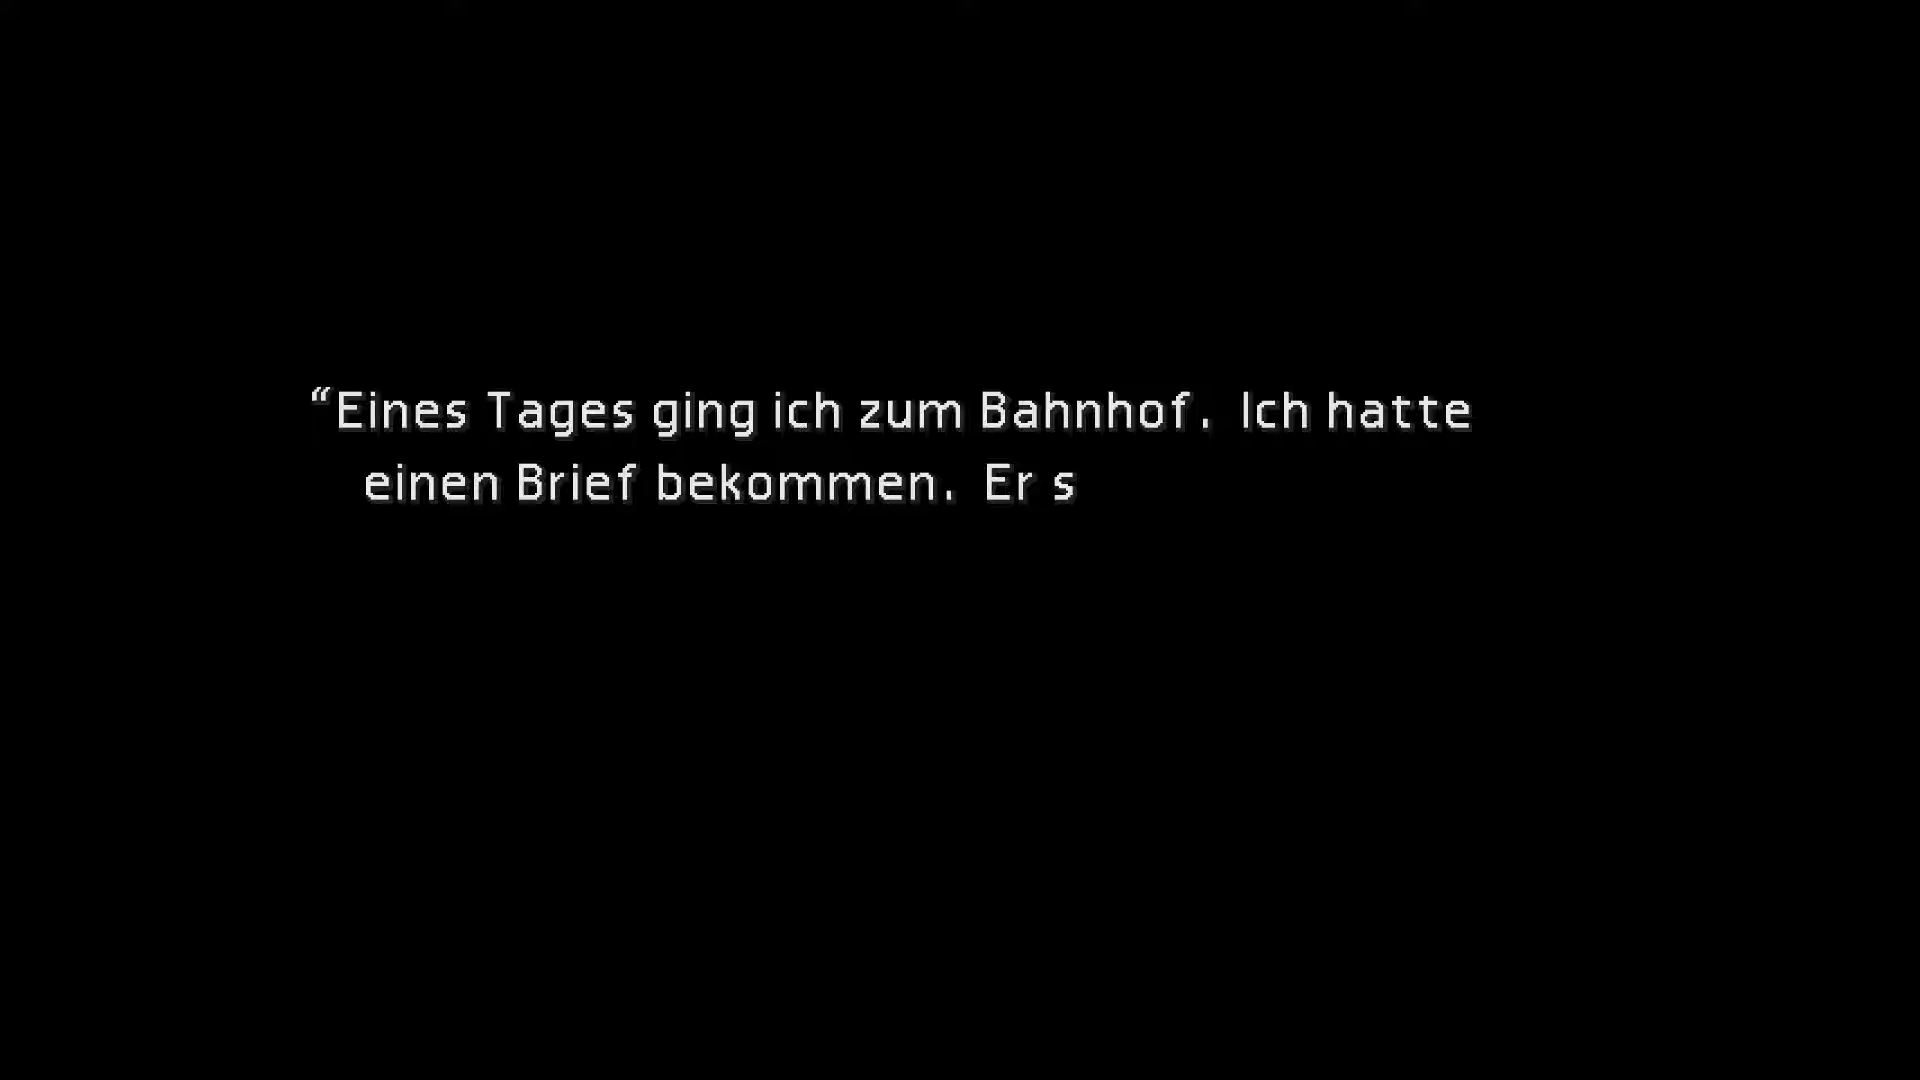 “Eines Tages ging ich zum Bahnhof. Ich hatte
einen Brief bekommen. Er s